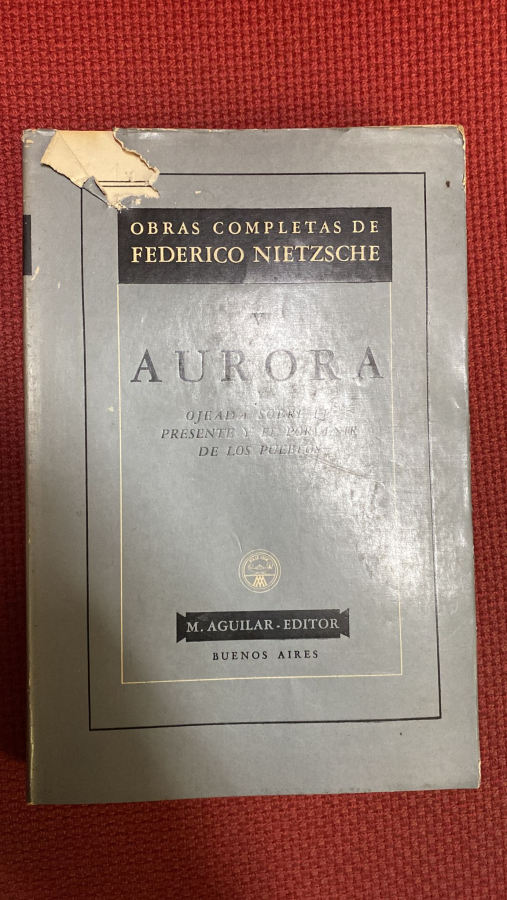 OBRAS COMPLETAS DE
FEDERICO NIETZSCHE
V
AURORA
OJEADA SOBRE EL
PRESENTE Y EL PORVENIR
DE LOS PUEBLOS
M. AGUILAR - EDITOR
BUENOS AIRES